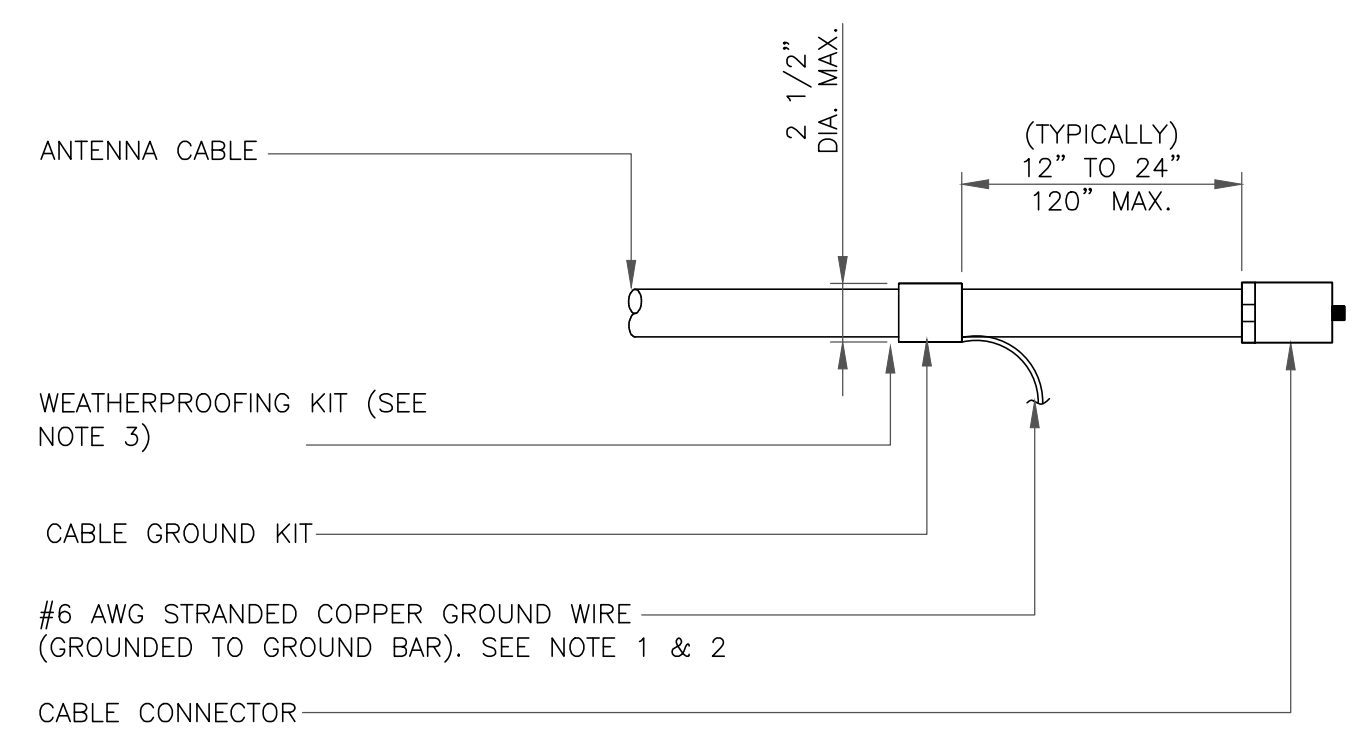 2 1/2"
DIA. MAX.
(TYPICALLY)
12" TO 24"
120" MAX.
ANTENNA CABLE
WEATHERPROOFING KIT (SEE
NOTE 3)
CABLE GROUND KIT
#6 AWG STRANDED COPPER GROUND WIRE
(GROUNDED TO GROUND BAR). SEE NOTE 1 & 2
CABLE CONNECTOR